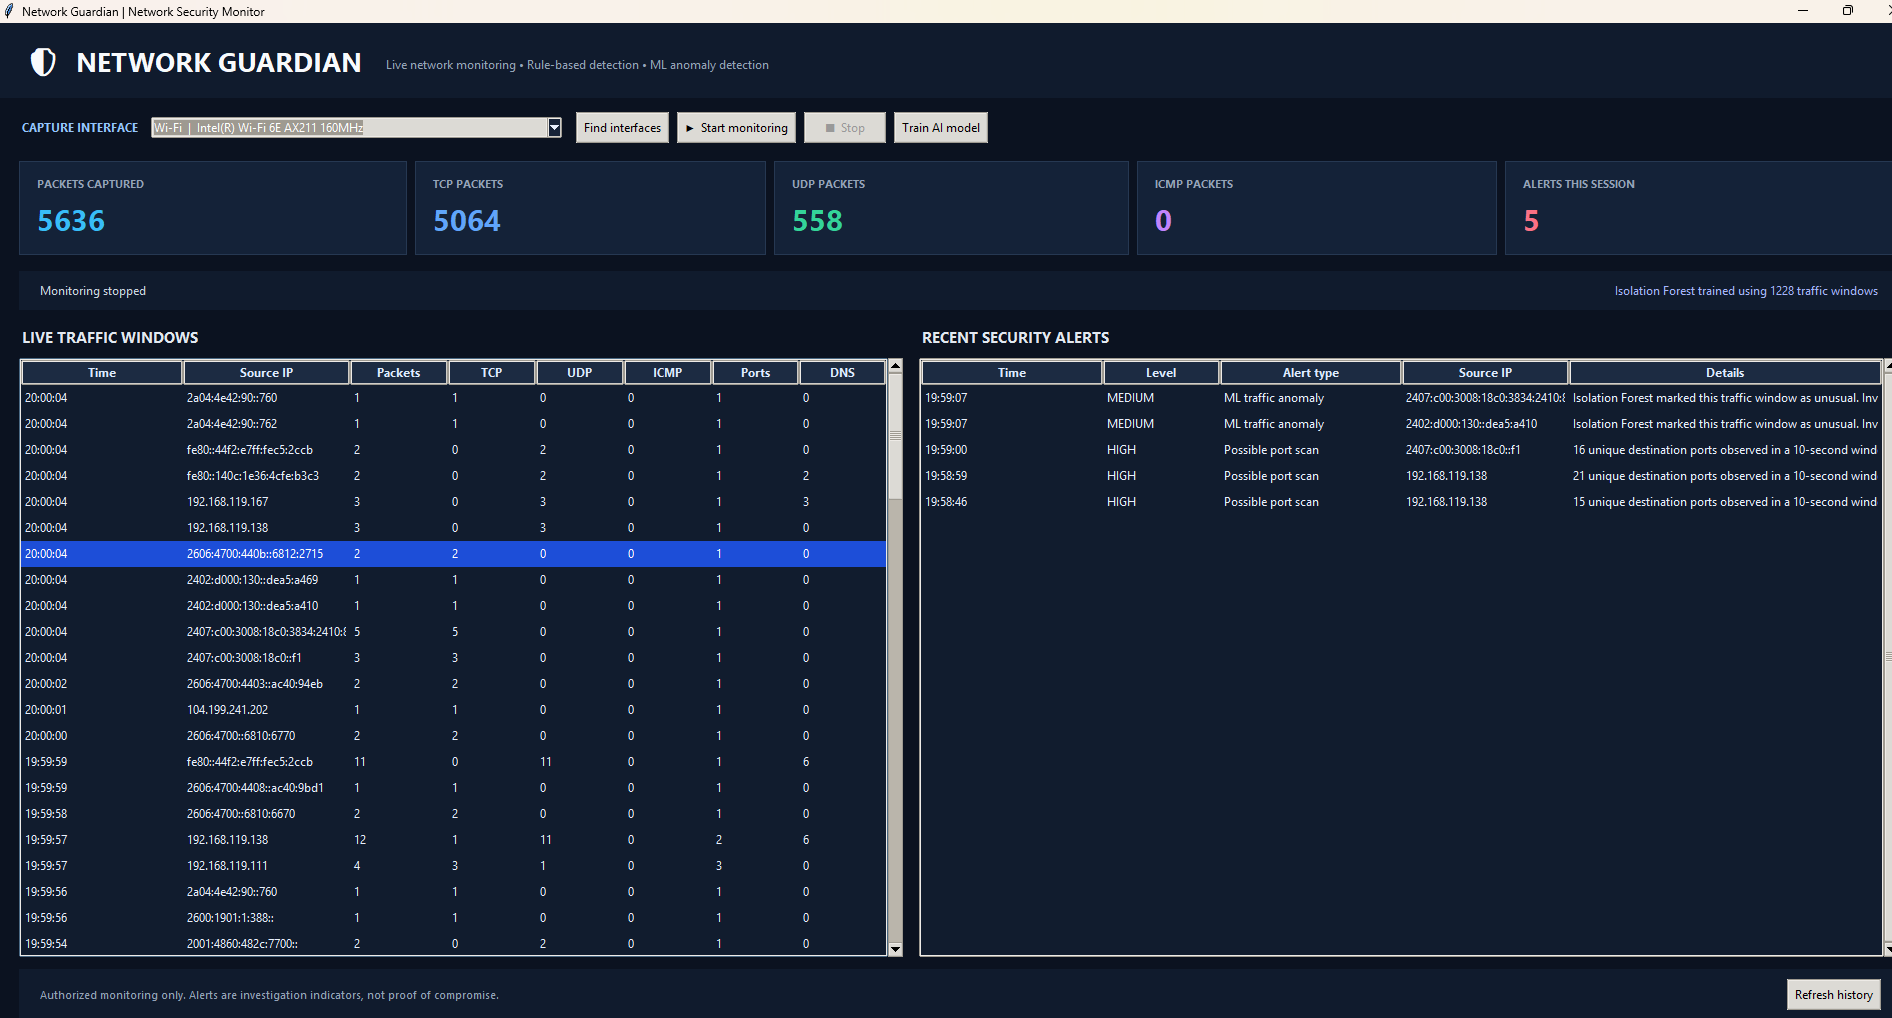 Network Guardian | Network Security Monitor
NETWORK GUARDIAN
Live network monitoring • Rule-based detection • ML anomaly detection
CAPTURE INTERFACE
Wi-Fi | Intel(R) Wi-Fi 6E AX211 160MHz
Find interfaces
► Start monitoring
■ Stop
Train AI model
PACKETS CAPTURED
5636
TCP PACKETS
5064
UDP PACKETS
558
ICMP PACKETS
0
ALERTS THIS SESSION
5
Monitoring stopped
Isolation Forest trained using 1228 traffic windows
LIVE TRAFFIC WINDOWS
Time Source IP Packets TCP UDP ICMP Ports DNS
20:00:04 2a04:4e42:90::760 1 1 0 0 1 0
20:00:04 2a04:4e42:90::762 1 1 0 0 1 0
20:00:04 fe80::44f2:e7ff:fec5:2ccb 2 0 2 0 1 0
20:00:04 fe80::140c:1e36:4cfe:b3c3 2 0 2 0 1 2
20:00:04 192.168.119.167 3 0 3 0 1 3
20:00:04 192.168.119.138 3 0 3 0 1 0
20:00:04 2606:4700:440b::6812:2715 2 2 0 0 1 0
20:00:04 2402:d000:130::dea5:a469 1 1 0 0 1 0
20:00:04 2402:d000:130::dea5:a410 1 1 0 0 1 0
20:00:04 2407:c00:3008:18c0:3834:2410:8 5 5 0 0 1 0
20:00:04 2407:c00:3008:18c0::f1 3 3 0 0 1 0
20:00:02 2606:4700:4403::ac40:94eb 2 2 0 0 1 0
20:00:01 104.199.241.202 1 1 0 0 1 0
20:00:00 2606:4700::6810:6770 2 2 0 0 1 0
19:59:59 fe80::44f2:e7ff:fec5:2ccb 11 0 11 0 1 6
19:59:59 2606:4700:4408::ac40:9bd1 1 1 0 0 1 0
19:59:58 2606:4700::6810:6670 2 2 0 0 1 0
19:59:57 192.168.119.138 12 1 11 0 2 6
19:59:57 192.168.119.111 4 3 1 0 3 0
19:59:56 2a04:4e42:90::760 1 1 0 0 1 0
19:59:56 2600:1901:1:388:: 1 1 0 0 1 0
19:59:54 2001:4860:482c:7700:: 2 0 2 0 1 0
RECENT SECURITY ALERTS
Time Level Alert type Source IP Details
19:59:07 MEDIUM ML traffic anomaly 2407:c00:3008:18c0:3834:2410:8 Isolation Forest marked this traffic window as unusual. Inv
19:59:07 MEDIUM ML traffic anomaly 2402:d000:130::dea5:a410 Isolation Forest marked this traffic window as unusual. Inv
19:59:00 HIGH Possible port scan 2407:c00:3008:18c0::f1 16 unique destination ports observed in a 10-second wind
19:58:59 HIGH Possible port scan 192.168.119.138 21 unique destination ports observed in a 10-second wind
19:58:46 HIGH Possible port scan 192.168.119.138 15 unique destination ports observed in a 10-second wind
Authorized monitoring only. Alerts are investigation indicators, not proof of compromise.
Refresh history